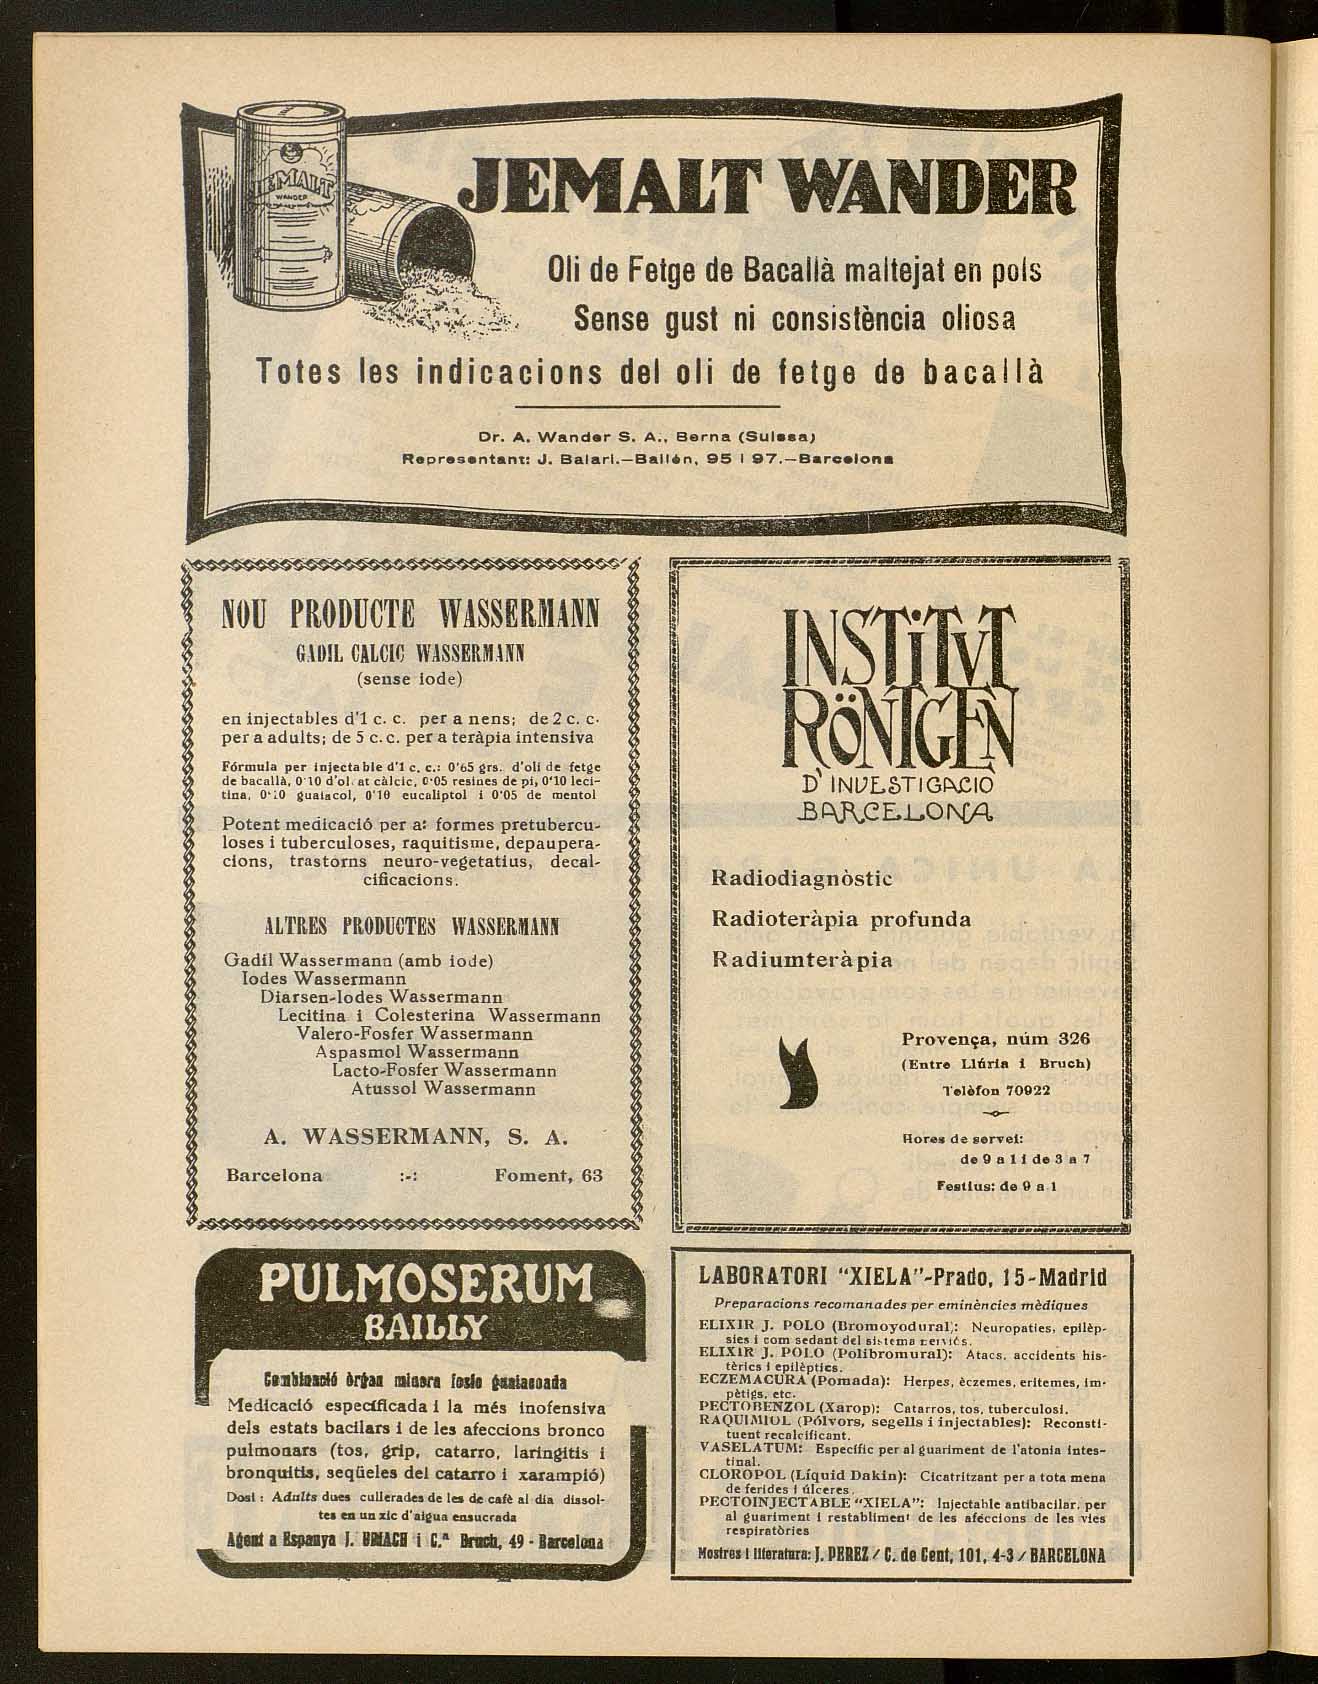 JEMALT
WANDER
JEMALT WANDER
Oli de Fetge de Bacallà maltejat en pols
Sense gust ni consistència oliosa
Totes les indicacions del oli de fetge de bacallà
Dr. A. Wander S. A., Berna (Suissa)
Representant: J. Balari.—Bailén, 95 i 97.—Barcelona
NOU PRODUCTE WASSERMANN
GADIL CALCIC WASSERMANN
(sense iode)
en injectables d'1 c. c. per a nens; de 2 c. c.
per a adults; de 5 c. c. per a teràpia intensiva
Fórmula per injectable d'1 c. c.: 0'65 grs. d'oli de fetge
de bacallà, 0'10 d'ol.at càlcic, 0'05 resines de pi, 0'10 leci-
tina, 0'10 guaiacol, 0'10 eucaliptol i 0'05 de mentol
Potent medicació per a: formes pretubercu-
loses i tuberculoses, raquitisme, depaupera-
cions, trastorns neuro-vegetatius, decal-
cificacions.
ALTRES PRODUCTES WASSERMANN
Gadil Wassermann (amb iode)
Iodes Wassermann
Diarsen-Iodes Wassermann
Lecitina i Colesterina Wassermann
Valero-Fosfer Wassermann
Aspasmol Wassermann
Lacto-Fosfer Wassermann
Atussol Wassermann
A. WASSERMANN, S. A.
Barcelona :-: Foment, 63
INSTiTVT
RÖNTGEN
D'INVESTIGACIÓ
BARCELONA
Radiodiagnòstic
Radioteràpia profunda
Radiumteràpia
Provença, núm 326
(Entre Llúria i Bruch)
Telèfon 70922
Hores de servei:
de 9 a 11 de 3 a 7
Festius: de 9 a 1
PULMOSERUM
BAILLY
Combinació òrgan minera fosfo guaiacoada
Medicació específicada i la més inofensiva
dels estats bacilars i de les afeccions bronco
pulmonars (tos, grip, catarro, laringitis i
bronquitis, seqüeles del catarro i xarampió)
Dosi: Adults dues cullerades de les de cafè al dia dissol-
tes en un xic d'aigua ensucrada
Agent a Espanya J. URIACH i C.ª Bruch, 49 - Barcelona
LABORATORI "XIELA"-Prado, 15-Madrid
Preparacions recomanades per eminències mèdiques
ELIXIR J. POLO (Bromoyodural): Neuropaties, epilèp-
sies i com sedant del sistema nerviós.
ELIXIR J. POLO (Polibromural): Atacs, accidents his-
tèrics i epilèptics.
ECZEMACURA (Pomada): Herpes, èczemes, eritemes, im-
pètigs, etc.
PECTOBENZOL (Xarop): Catarros, tos, tuberculosi.
RAQUIMIOL (Pólvors, segells i injectables): Reconsti-
tuent recalcificant.
VASELATUM: Específic per al guariment de l'atonia intes-
tinal.
CLOROPOL (Líquid Dakin): Cicatritzant per a tota mena
de ferides i úlceres.
PECTOINJECTABLE "XIELA": Injectable antibacilar, per
al guariment i restabliment de les afeccions de les vies
respiratòries
Mostres i literatura: J. PEREZ / C. de Cent, 101, 4-3 / BARCELONA